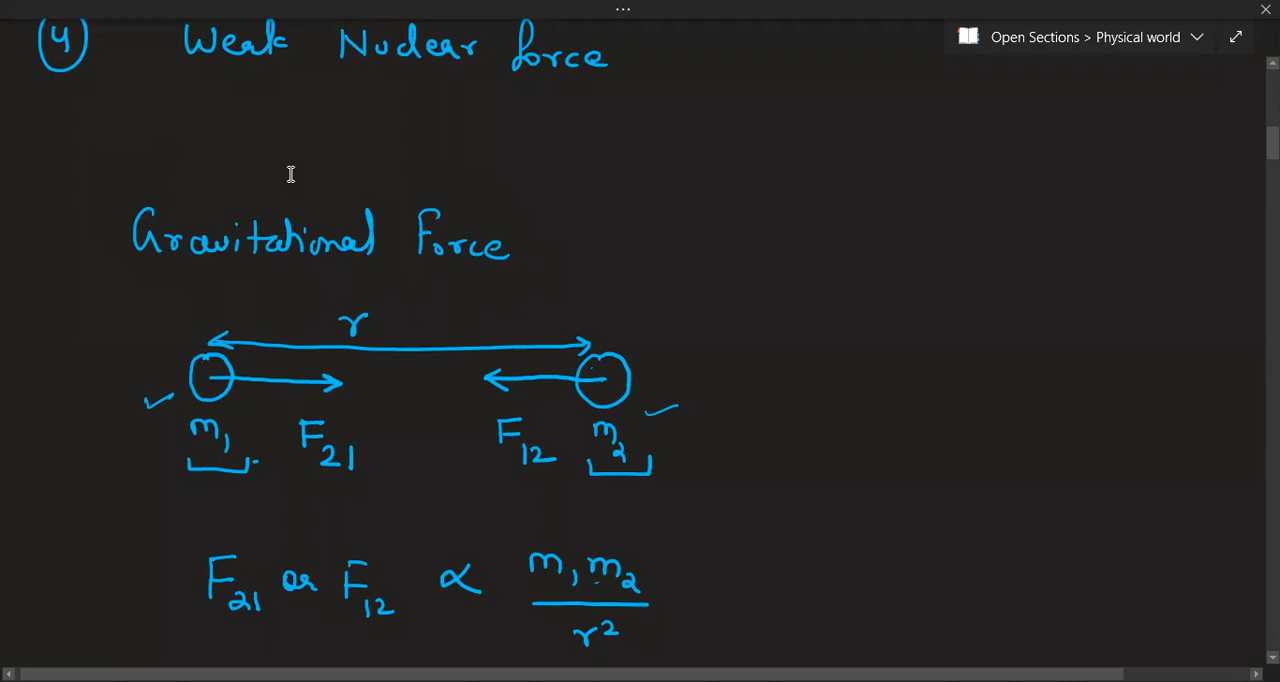 ...
Open Sections > Physical world
④ Weak Nuclear force
Gravitational Force
r
m₁ F₂₁ F₁₂ m₂
F₂₁ or F₁₂ ∝ m₁m₂
r²